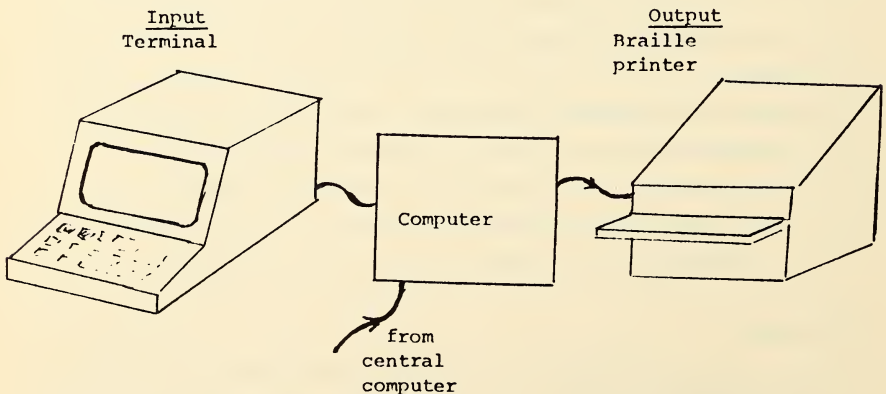 Input
Terminal
Output
Braille
printer
Computer
from
central
computer